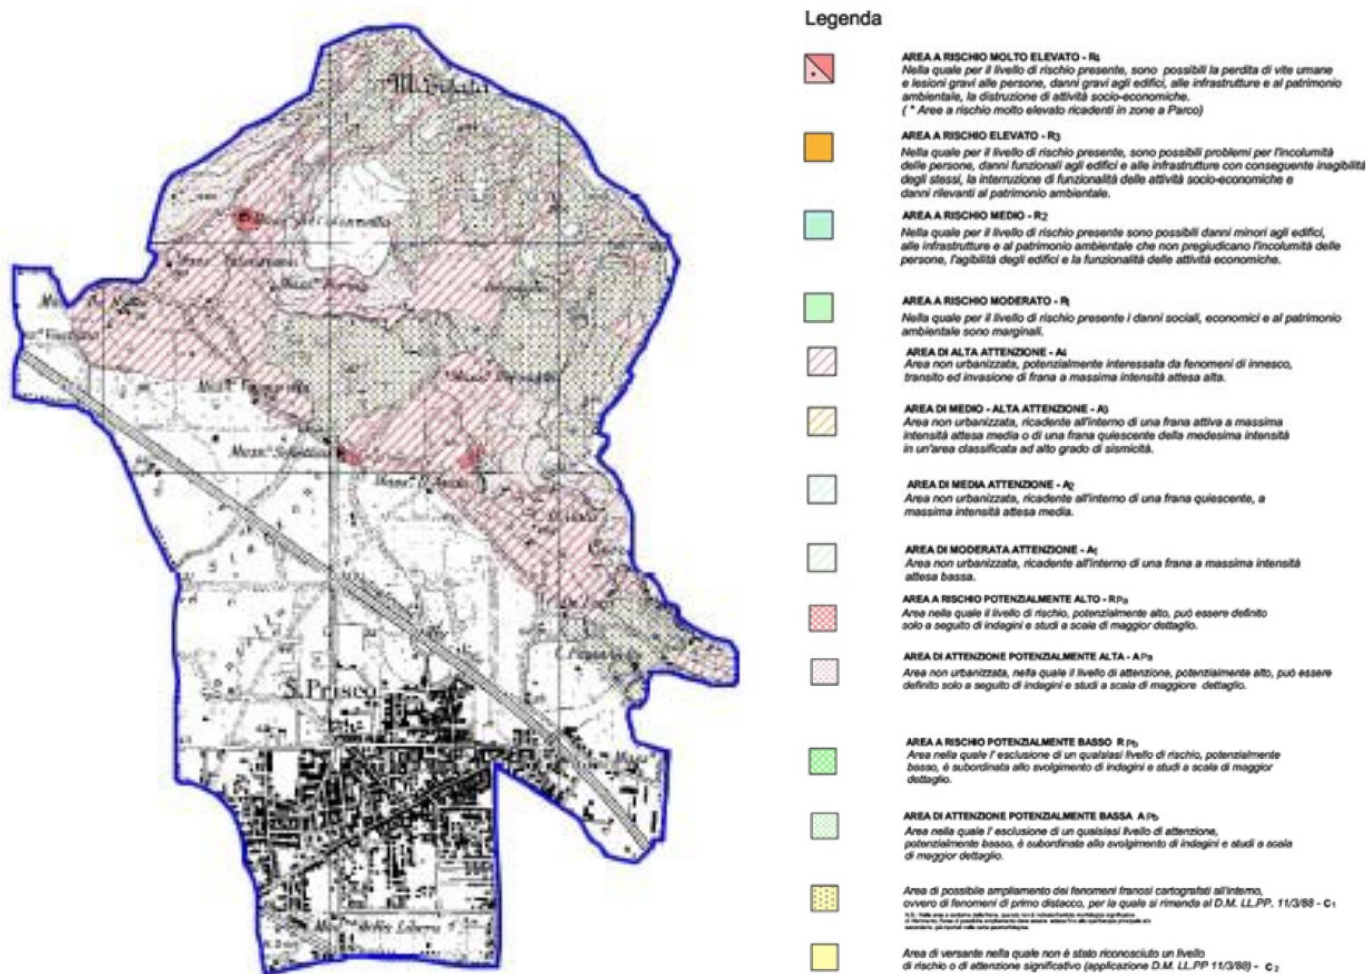 Legenda
AREA A RISCHIO MOLTO ELEVATO - R4
Nella quale per il livello di rischio presente, sono possibili la perdita di vite umane
e lesioni gravi alle persone, danni gravi agli edifici, alle infrastrutture e al patrimonio
ambientale, la distruzione di attività socio-economiche.
( * Aree a rischio molto elevato ricadenti in zone a Parco)
AREA A RISCHIO ELEVATO - R3
Nella quale per il livello di rischio presente, sono possibili problemi per l'incolumità
delle persone, danni funzionali agli edifici e alle infrastrutture con conseguente inagibilità
degli stessi, la interruzione di funzionalità delle attività socio-economiche e
danni rilevanti al patrimonio ambientale.
AREA A RISCHIO MEDIO - R2
Nella quale per il livello di rischio presente sono possibili danni minori agli edifici,
alle infrastrutture e al patrimonio ambientale che non pregiudicano l'incolumità delle
persone, l'agibilità degli edifici e la funzionalità delle attività economiche.
AREA A RISCHIO MODERATO - R1
Nella quale per il livello di rischio presente i danni sociali, economici e al patrimonio
ambientale sono marginali.
AREA DI ALTA ATTENZIONE - A4
Area non urbanizzata, potenzialmente interessata da fenomeni di innesco,
transito ed invasione di frana a massima intensità attesa alta.
AREA DI MEDIO - ALTA ATTENZIONE - A3
Area non urbanizzata, ricadente all'interno di una frana attiva a massima
intensità attesa media o di una frana quiescente della medesima intensità
in un'area classificata ad alto grado di sismicità.
AREA DI MEDIA ATTENZIONE - A2
Area non urbanizzata, ricadente all'interno di una frana quiescente, a
massima intensità attesa media.
AREA DI MODERATA ATTENZIONE - A1
Area non urbanizzata, ricadente all'interno di una frana a massima intensità
attesa bassa.
AREA A RISCHIO POTENZIALMENTE ALTO - RPa
Area nella quale il livello di rischio, potenzialmente alto, può essere definito
solo a seguito di indagini e studi a scala di maggior dettaglio.
AREA DI ATTENZIONE POTENZIALMENTE ALTA - APa
Area non urbanizzata, nella quale il livello di attenzione, potenzialmente alto, può essere
definito solo a seguito di indagini e studi a scala di maggiore dettaglio.
AREA A RISCHIO POTENZIALMENTE BASSO RPb
Area nella quale l' esclusione di un qualsiasi livello di rischio, potenzialmente
basso, è subordinata allo svolgimento di indagini e studi a scala di maggior
dettaglio.
AREA DI ATTENZIONE POTENZIALMENTE BASSA APb
Area nella quale l' esclusione di un qualsiasi livello di attenzione,
potenzialmente basso, è subordinata allo svolgimento di indagini e studi a scala
di maggior dettaglio.
Area di possibile ampliamento dei fenomeni franosi cartografati all'interno,
ovvero di fenomeni di primo distacco, per la quale si rimanda al D.M. LL.PP. 11/3/88 - C1
Area di versante nella quale non è stato riconosciuto un livello
di rischio o di attenzione significativo (applicazione D.M. LL.PP 11/3/88) - C2
S. Prisco